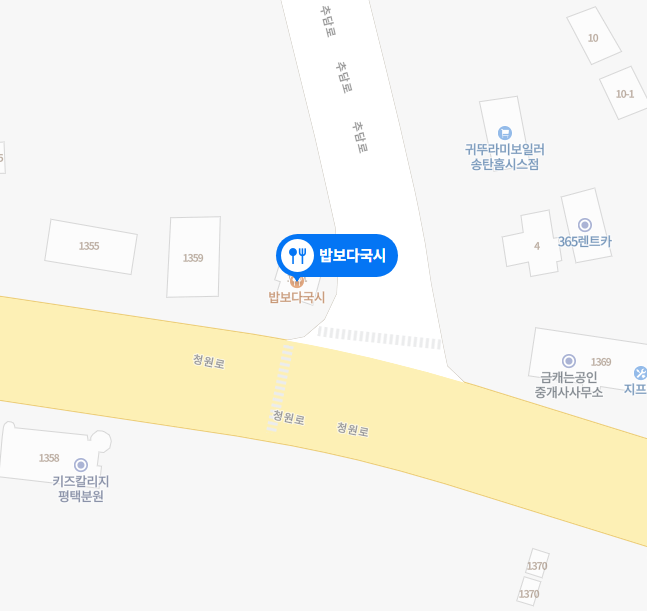 추담로
10
추담로
10-1
추담로
귀뚜라미보일러
송탄홈시스점
1355
1359
4
365렌트카
밥보다국시
밥보다국시
청원로
1369
금캐는공인
중개사사무소
지프
청원로
청원로
1358
키즈칼리지
평택분원
1370
1370